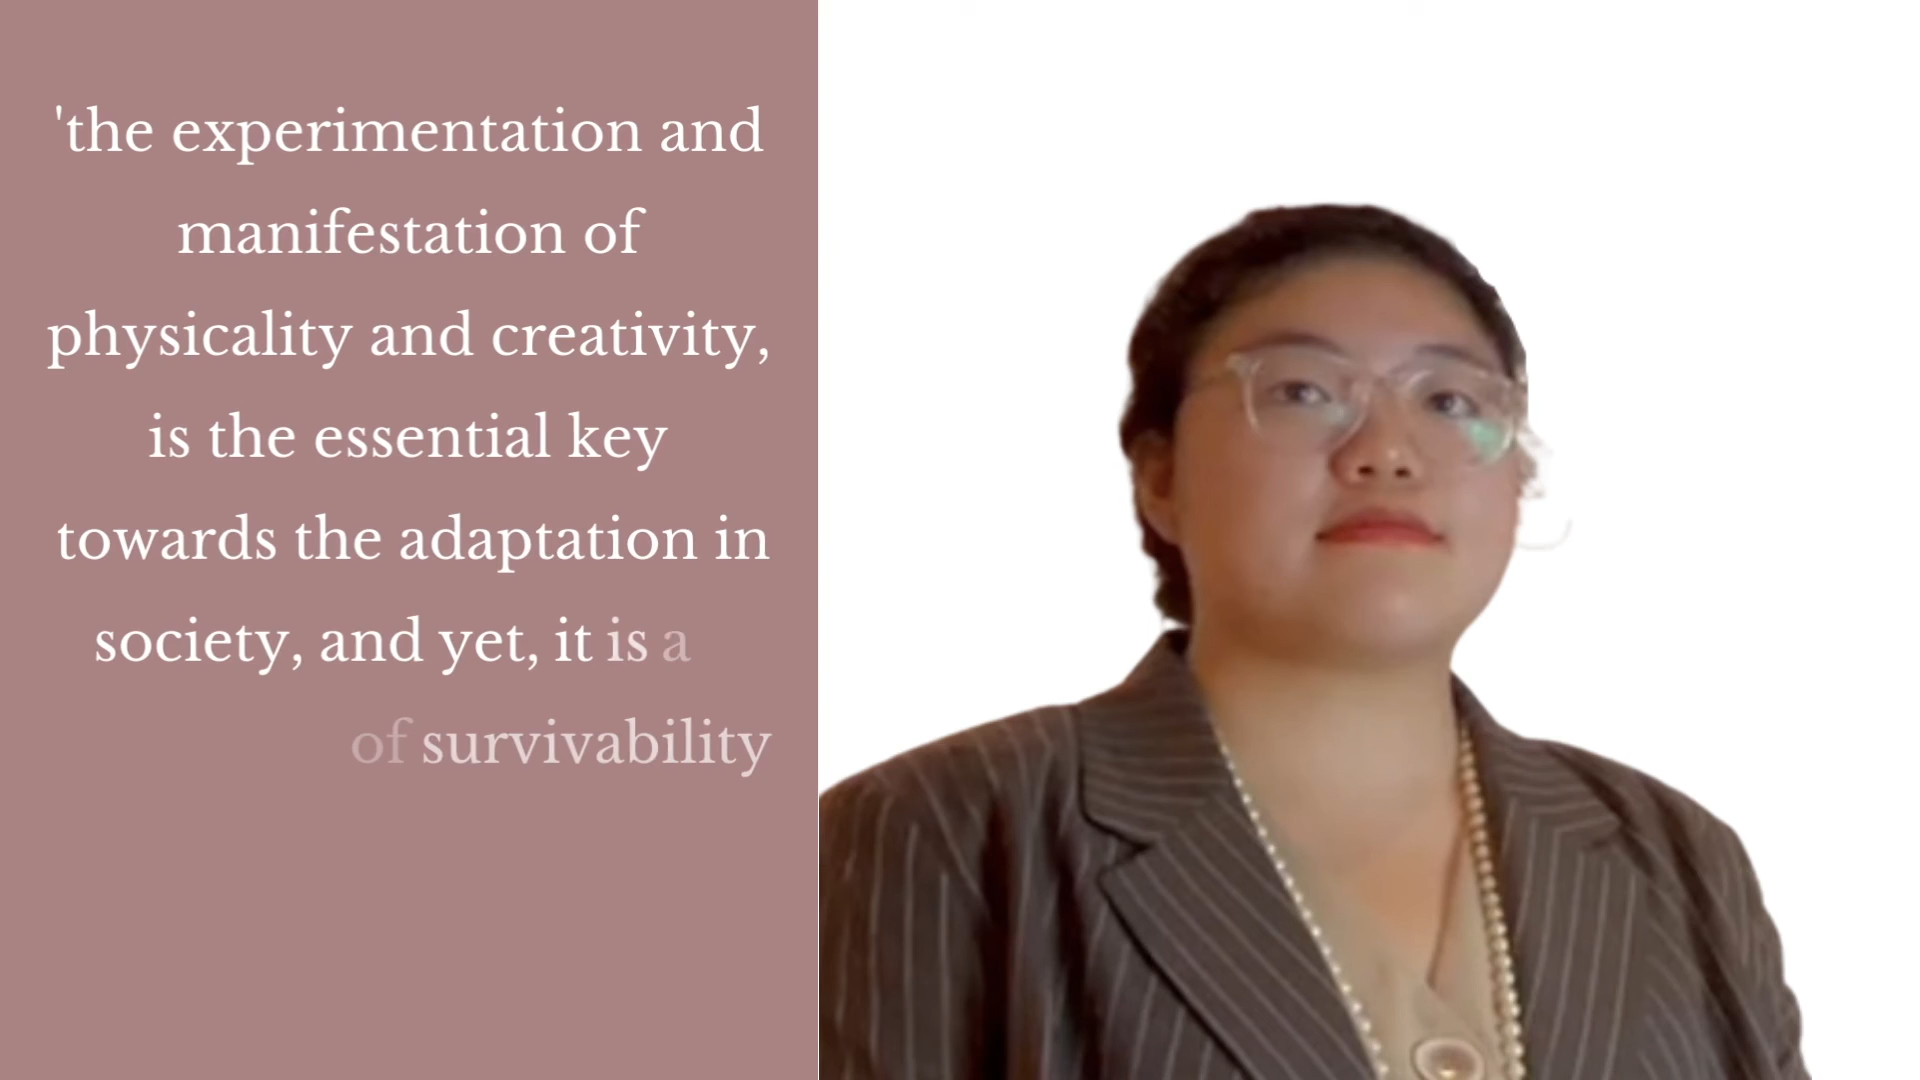 'the experimentation and
manifestation of
physicality and creativity,
is the essential key
towards the adaptation in
society, and yet, it is a
of survivability